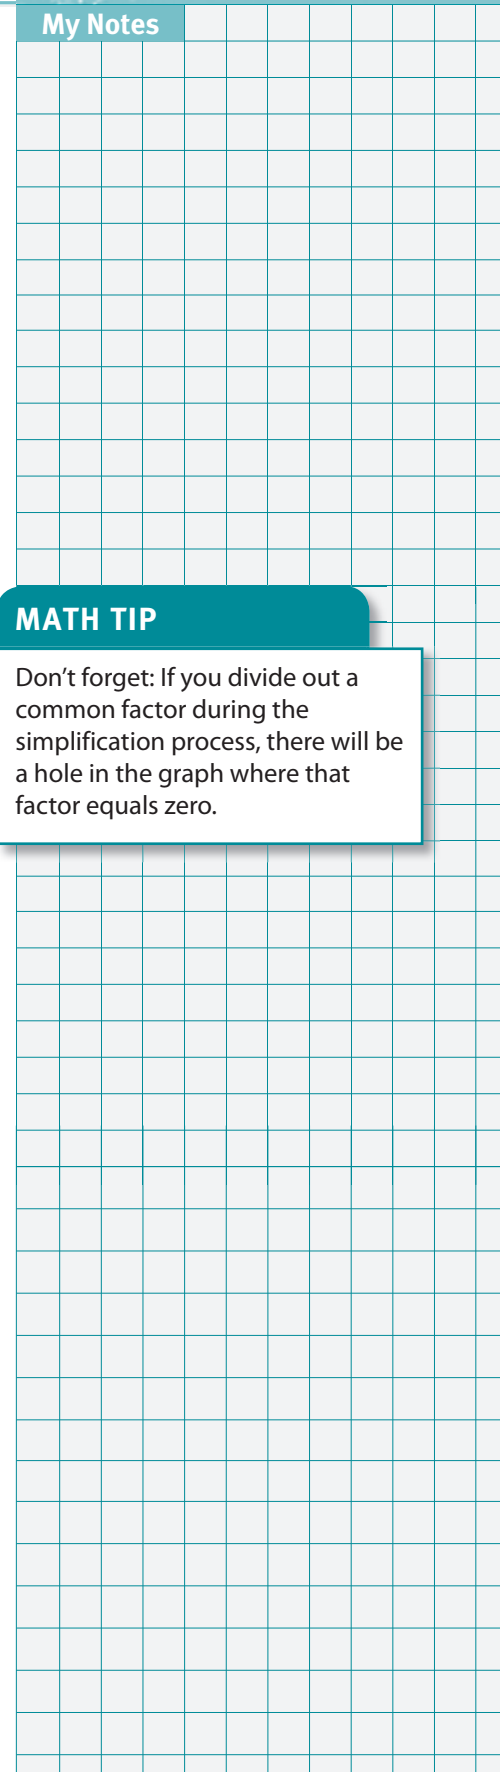 My Notes
MATH TIP
Don't forget: If you divide out a
common factor during the
simplification process, there will be
a hole in the graph where that
factor equals zero.